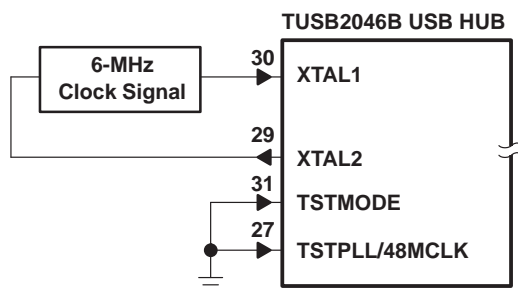 TUSB2046B USB HUB
6-MHz
Clock Signal
30
XTAL1
29
XTAL2
31
TSTMODE
27
TSTPLL/48MCLK